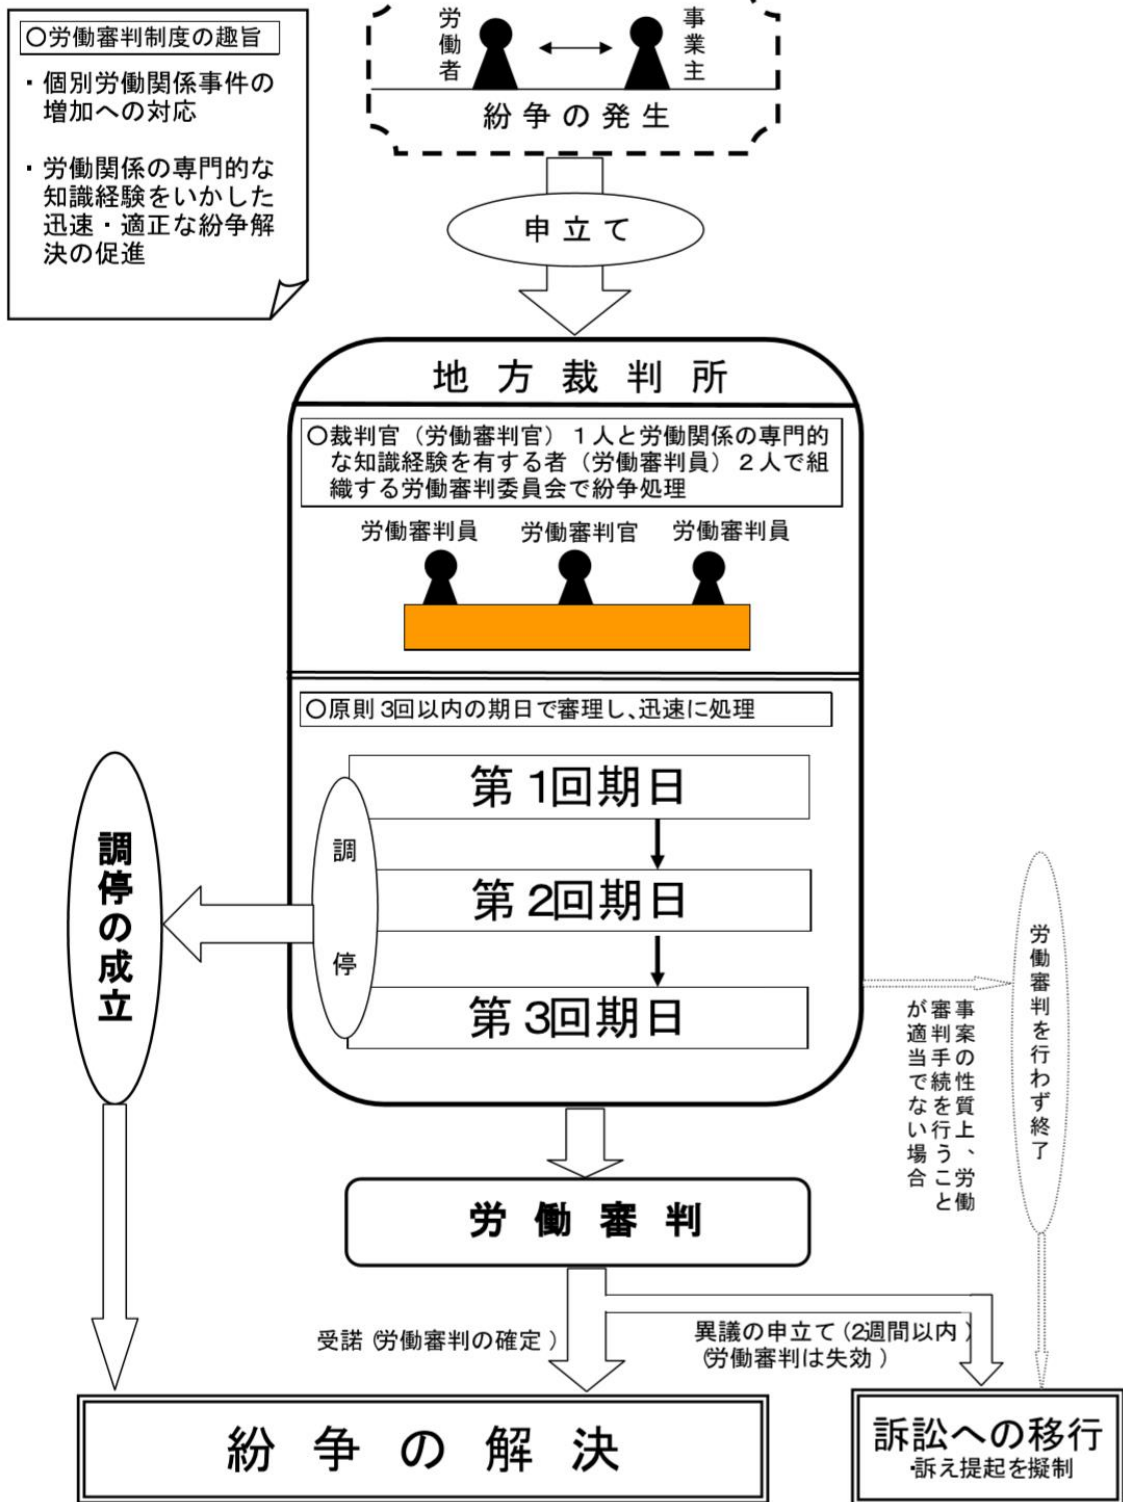 〇労働審判制度の趣旨
・個別労働関係事件の
増加への対応
・労働関係の専門的な
知識経験をいかした
迅速・適正な紛争解
決の促進
労働者
事業主
紛争の発生
申立て
地方裁判所
〇裁判官（労働審判官）１人と労働関係の専門的
な知識経験を有する者（労働審判員）２人で組
織する労働審判委員会で紛争処理
労働審判員 労働審判官 労働審判員
〇原則3回以内の期日で審理し、迅速に処理
第1回期日
調停
第2回期日
第3回期日
調停の成立
事案の性質上、労働
審判手続を行うこと
が適当でない場合
労働審判を行わず終了
労働審判
受諾(労働審判の確定)
異議の申立て(2週間以内)
(労働審判は失効)
紛争の解決
訴訟への移行
・訴え提起を擬制